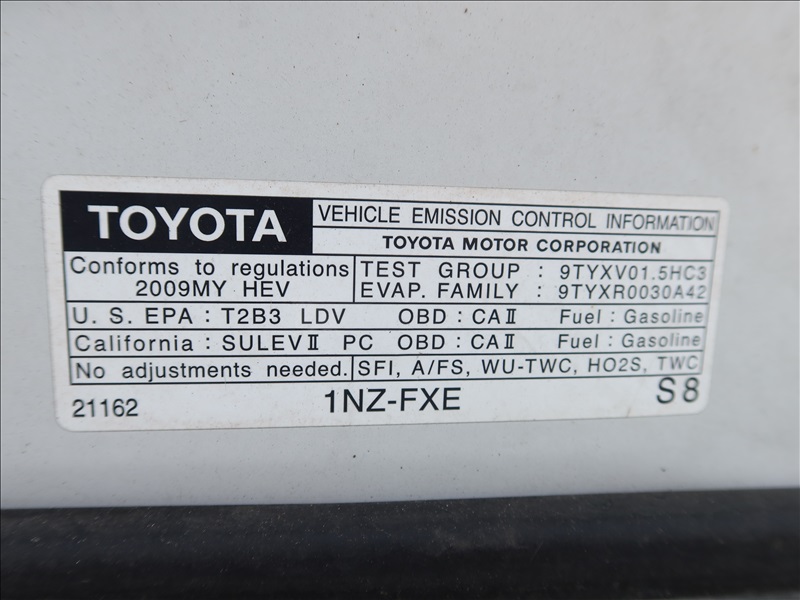 TOYOTA
VEHICLE EMISSION CONTROL INFORMATION
TOYOTA MOTOR CORPORATION
Conforms to regulations
2009MY HEV
TEST GROUP : 9TYXV01.5HC3
EVAP. FAMILY : 9TYXR0030A42
U. S. EPA : T2B3 LDV OBD : CAⅡ Fuel : Gasoline
California : SULEVⅡ PC OBD : CAⅡ Fuel : Gasoline
No adjustments needed. SFI, A/FS, WU-TWC, HO2S, TWC
21162 1NZ-FXE S8